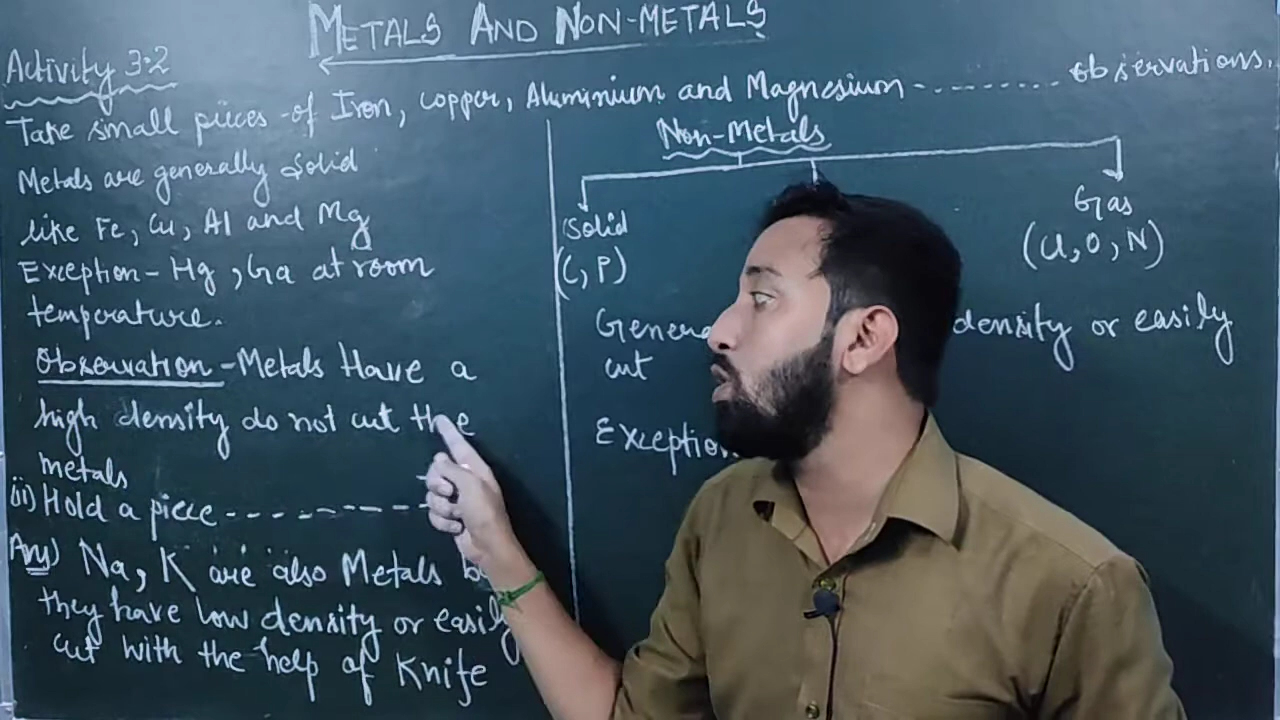 METALS AND NON-METALS
Activity 3.2
Take small pieces of Iron, copper, Aluminium and Magnesium - - - - - - - - observations.
Metals are generally solid
like Fe, Cu, Al and Mg
Exception - Hg, Ga at room
temperature.
Observation - Metals Have a
high density do not cut the
metals
ii) Hold a piece - - - - - - - - -
Ans) Na, K are also Metals
they have low density or easily
cut with the help of Knife
Non-Metals
Solid
(C, P)
Gas
(Cl, O, N)
density or easily
cut
Exception